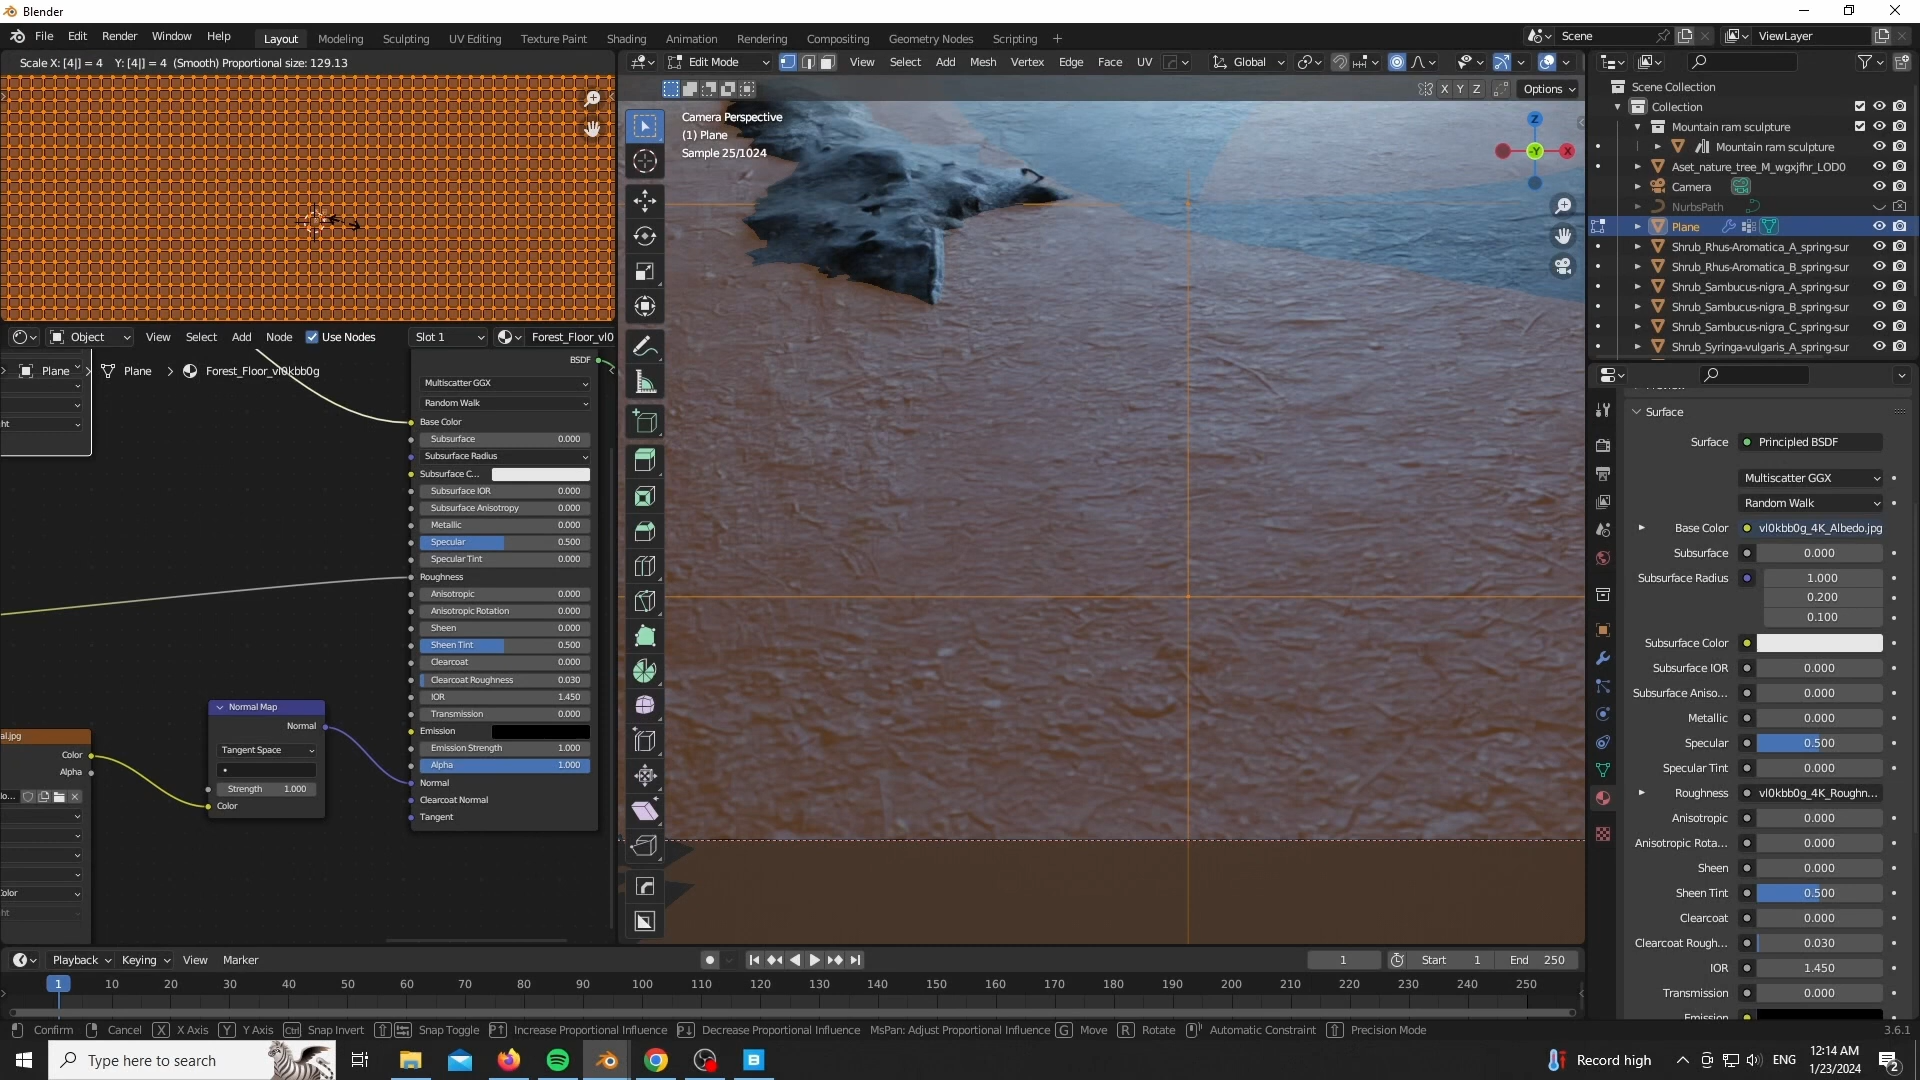 Blender
File Edit Render Window Help
Layout Modeling Sculpting UV Editing Texture Paint Shading Animation Rendering Compositing Geometry Nodes Scripting +
Scene
ViewLayer
Scale X: [4|] = 4 Y: [4|] = 4 (Smooth) Proportional size: 129.13
Edit Mode View Select Add Mesh Vertex Edge Face UV Global
X Y Z Options
Camera Perspective
(1) Plane
Sample 25/1024
Z
-Y
X
Scene Collection
Collection
Mountain ram sculpture
Mountain ram sculpture
Aset_nature_tree_M_wgxjfhr_LOD0
Camera
NurbsPath
Plane
Shrub_Rhus-Aromatica_A_spring-sur
Shrub_Rhus-Aromatica_B_spring-sur
Shrub_Sambucus-nigra_A_spring-sur
Shrub_Sambucus-nigra_B_spring-sur
Shrub_Sambucus-nigra_C_spring-sur
Shrub_Syringa-vulgaris_A_spring-sur
Object View Select Add Node Use Nodes Slot 1 Forest_Floor_vl0
Plane > Plane > Forest_Floor_vl0kbb0g
ht
BSDF
Multiscatter GGX
Random Walk
Base Color
Subsurface 0.000
Subsurface Radius
Subsurface C...
Subsurface IOR 0.000
Subsurface Anisotropy 0.000
Metallic 0.000
Specular 0.500
Specular Tint 0.000
Roughness
Anisotropic 0.000
Anisotropic Rotation 0.000
Sheen 0.000
Sheen Tint 0.500
Clearcoat 0.000
Clearcoat Roughness 0.030
IOR 1.450
Transmission 0.000
Emission
Emission Strength 1.000
Alpha 1.000
Normal
Clearcoat Normal
Tangent
Normal Map
Normal
Tangent Space
Strength 1.000
Color
al.jpg
Color
Alpha
lo...
Color
ht
Surface
Surface Principled BSDF
Multiscatter GGX
Random Walk
Base Color vl0kbb0g_4K_Albedo.jpg
Subsurface 0.000
Subsurface Radius 1.000
0.200
0.100
Subsurface Color
Subsurface IOR 0.000
Subsurface Aniso... 0.000
Metallic 0.000
Specular 0.500
Specular Tint 0.000
Roughness vl0kbb0g_4K_Roughn...
Anisotropic 0.000
Anisotropic Rota... 0.000
Sheen 0.000
Sheen Tint 0.500
Clearcoat 0.000
Clearcoat Rough... 0.030
IOR 1.450
Transmission 0.000
Emission
Playback Keying View Marker
1 Start 1 End 250
1 10 20 30 40 50 60 70 80 90 100 110 120 130 140 150 160 170 180 190 200 210 220 230 240 250
Confirm Cancel X X Axis Y Y Axis Ctrl Snap Invert Snap Toggle Increase Proportional Influence Decrease Proportional Influence MsPan: Adjust Proportional Influence G Move R Rotate Automatic Constraint Precision Mode
3.6.1
Type here to search
Record high
ENG
12:14 AM
1/23/2024
2